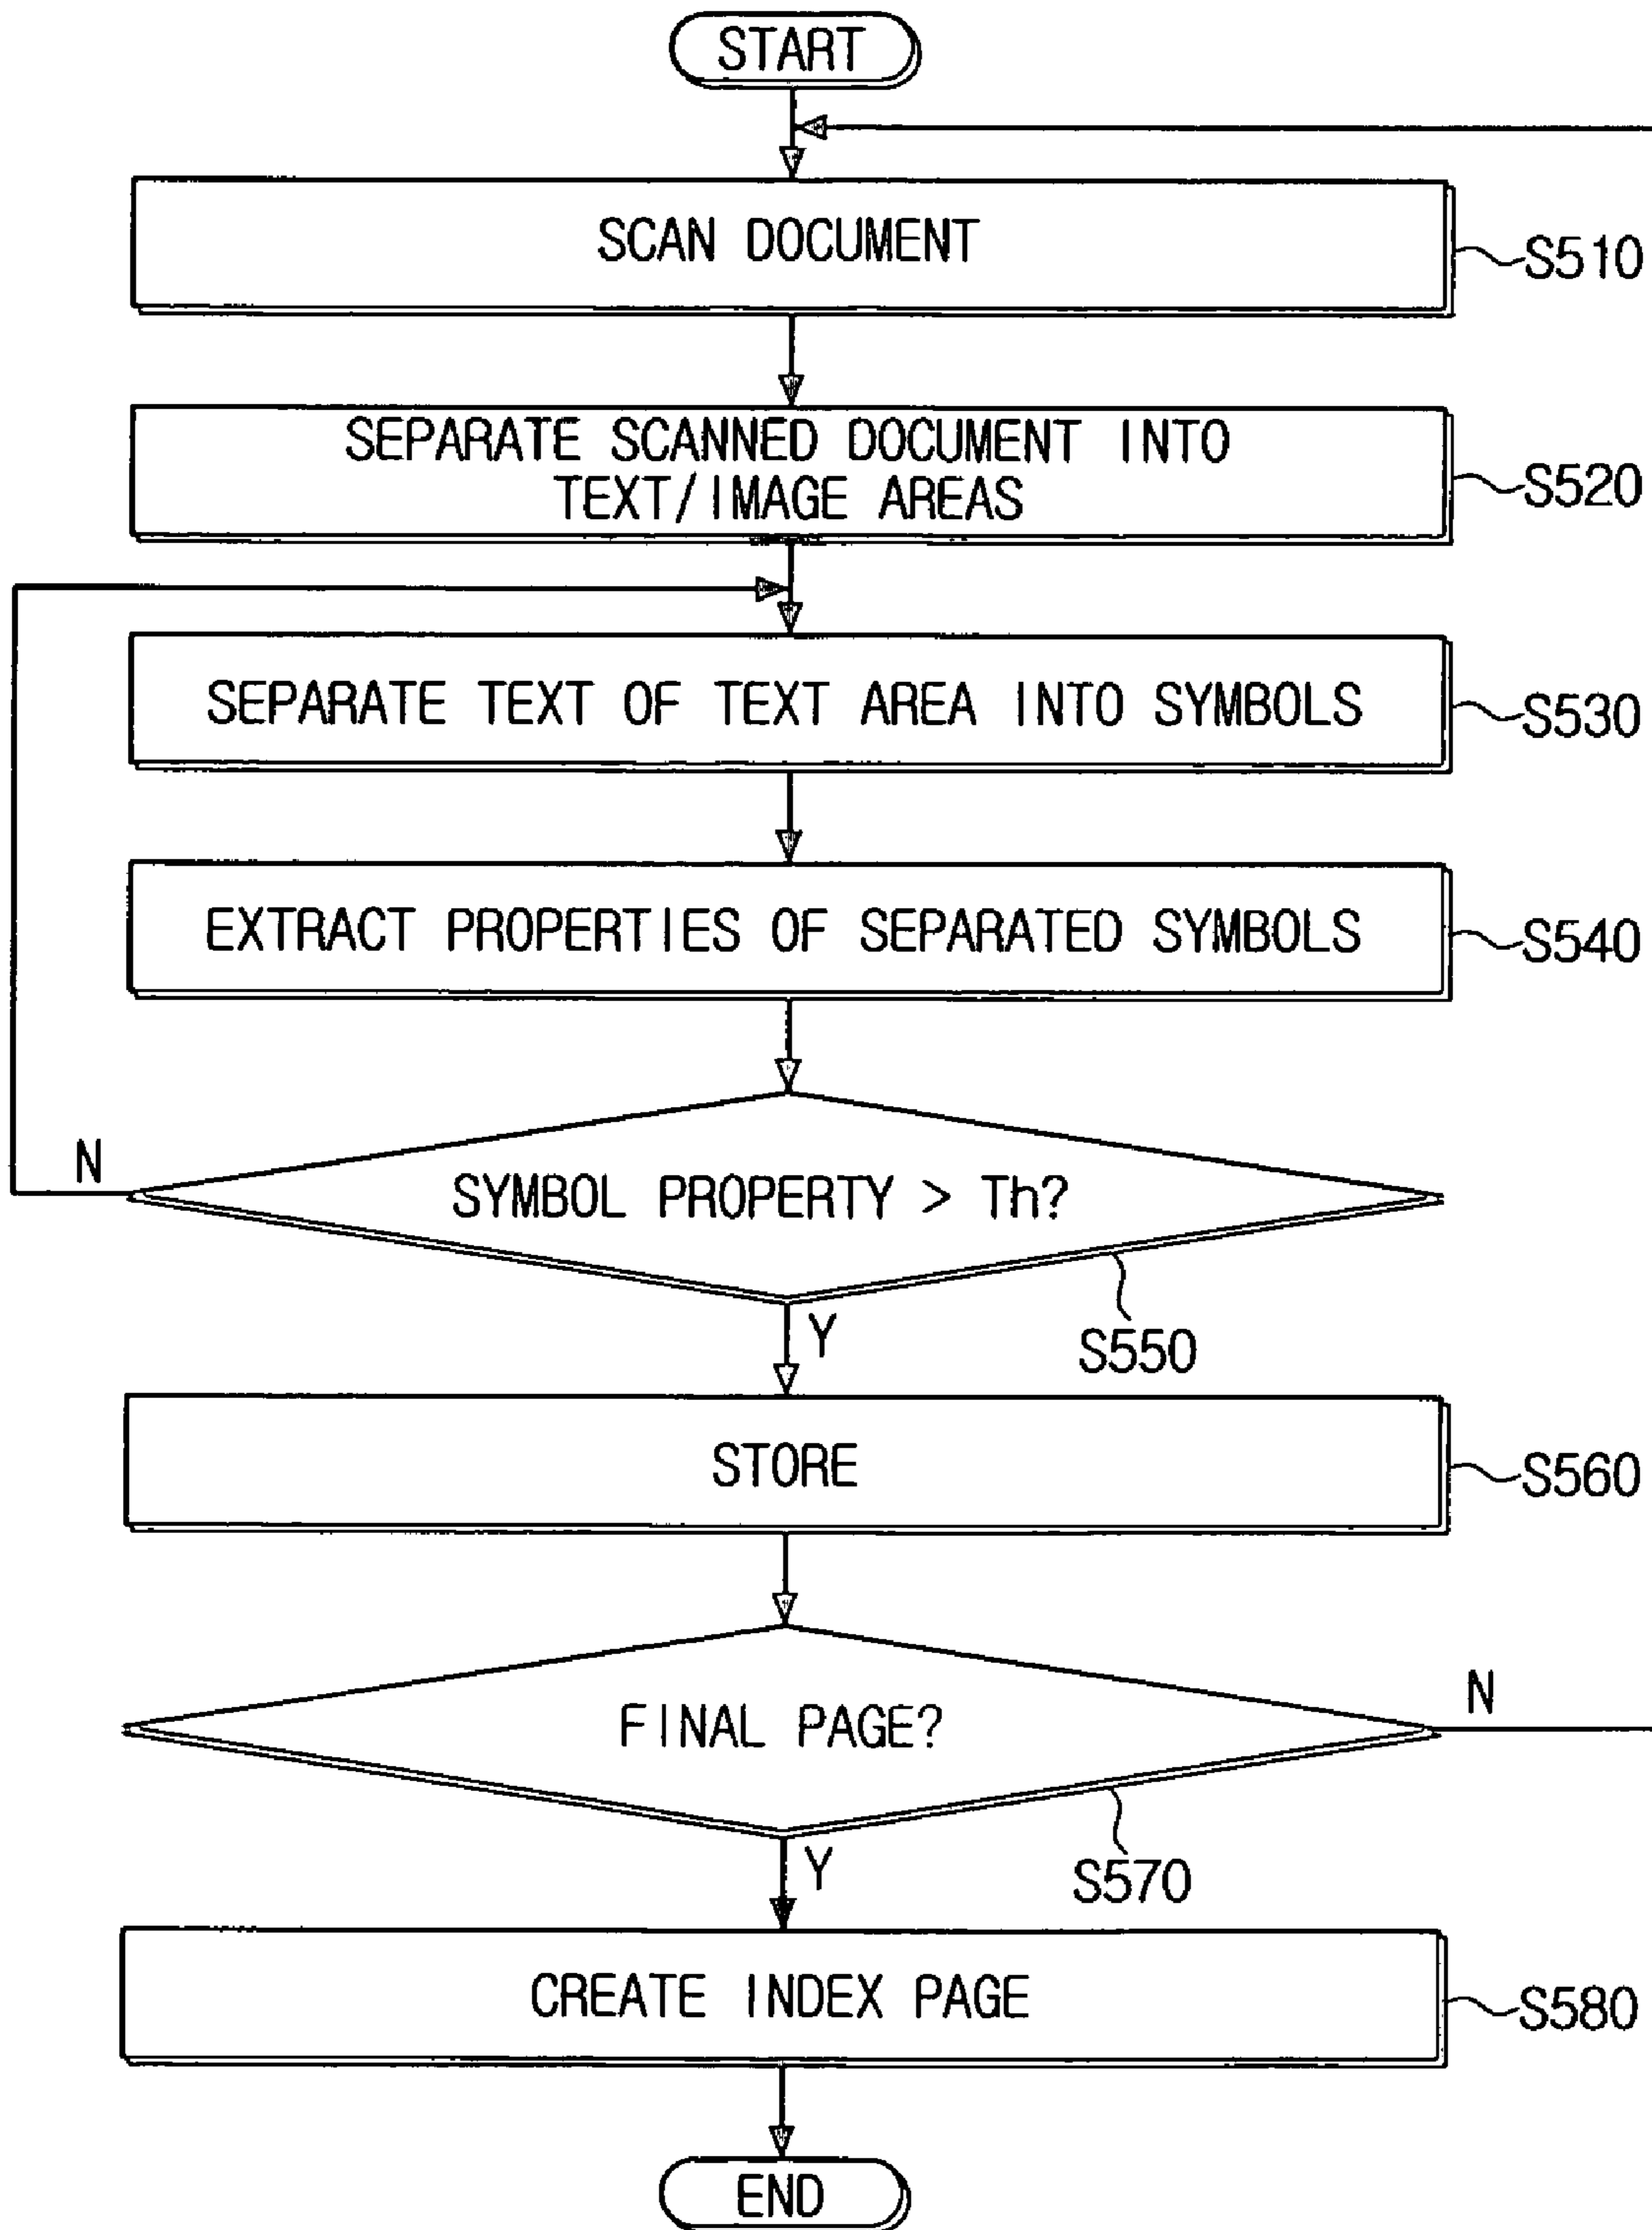 START
SCAN DOCUMENT
S510
SEPARATE SCANNED DOCUMENT INTO
TEXT/IMAGE AREAS
S520
SEPARATE TEXT OF TEXT AREA INTO SYMBOLS
S530
EXTRACT PROPERTIES OF SEPARATED SYMBOLS
S540
N
SYMBOL PROPERTY > Th?
S550
Y
STORE
S560
N
FINAL PAGE?
S570
Y
CREATE INDEX PAGE
S580
END